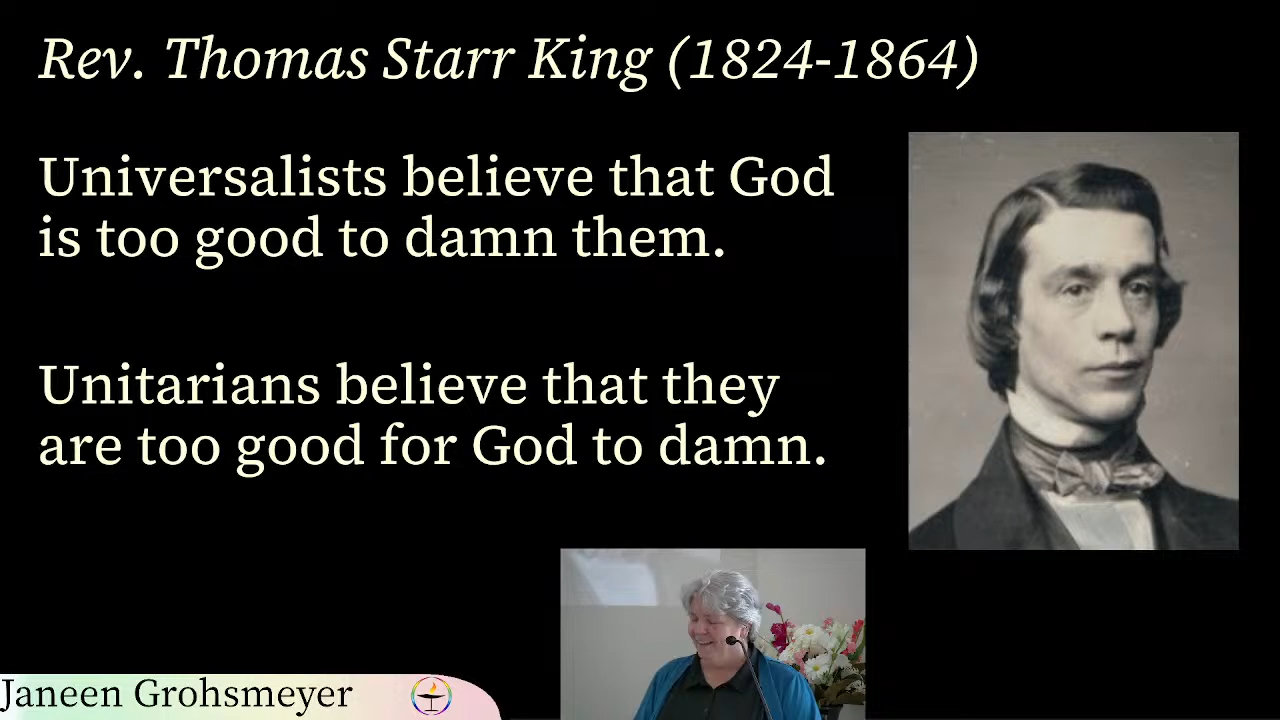 Rev. Thomas Starr King (1824-1864)
Universalists believe that God
is too good to damn them.
Unitarians believe that they
are too good for God to damn.
Janeen Grohsmeyer